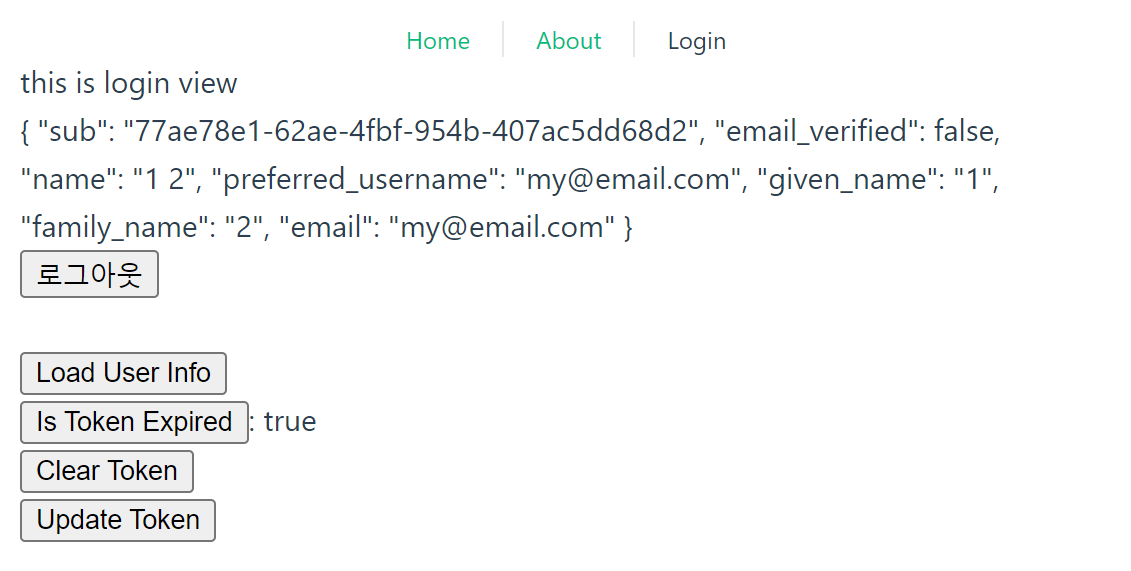 Home About Login
this is login view
{ "sub": "77ae78e1-62ae-4fbf-954b-407ac5dd68d2", "email_verified": false,
"name": "1 2", "preferred_username": "my@email.com", "given_name": "1",
"family_name": "2", "email": "my@email.com" }
로그아웃
Load User Info
Is Token Expired : true
Clear Token
Update Token